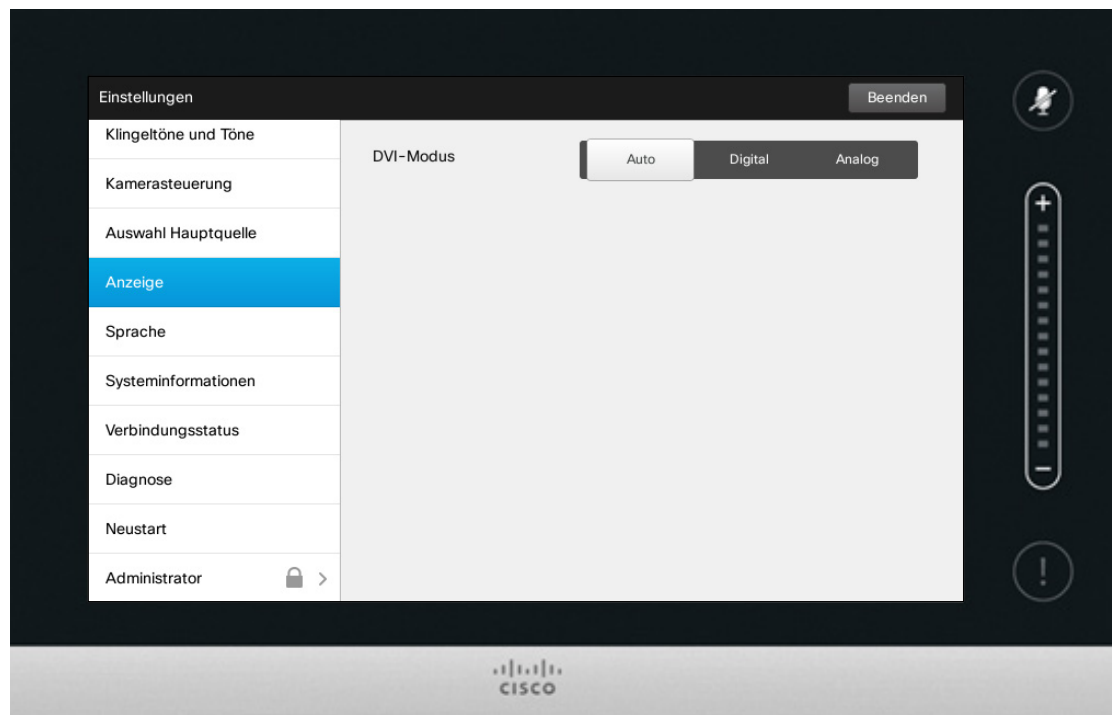 Einstellungen
Beenden
Klingeltöne und Töne
Kamerasteuerung
Auswahl Hauptquelle
Anzeige
Sprache
Systeminformationen
Verbindungsstatus
Diagnose
Neustart
Administrator
DVI-Modus
Auto
Digital
Analog
+
−
!
CISCO